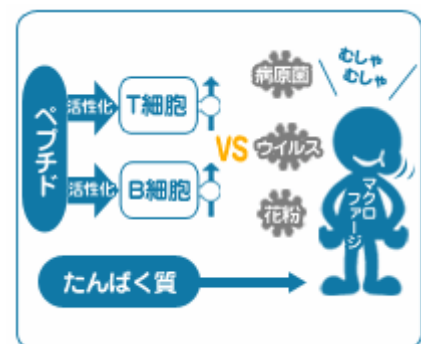 ペプチド
活性化
T細胞
活性化
B細胞
VS
病原菌
ウイルス
花粉
むしゃ
むしゃ
マクロ
ファージ
たんぱく質